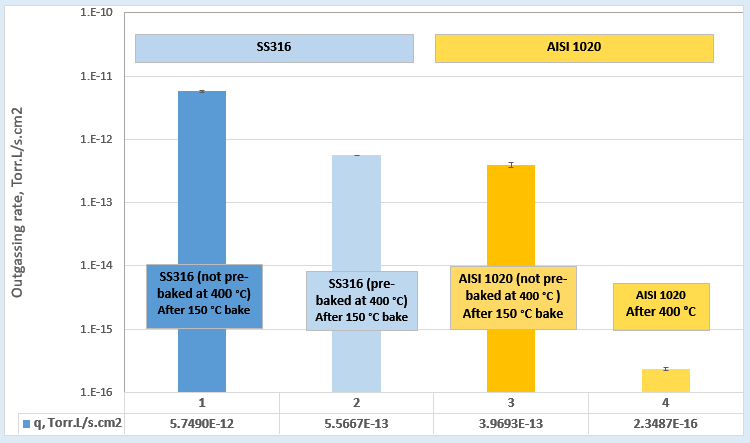 1.E-10
SS316
AISI 1020
1.E-11
1.E-12
1.E-13
1.E-14
1.E-15
1.E-16
Outgassing rate, Torr.L/s.cm2
SS316 (not pre-
baked at 400 °C)
After 150 °C bake
SS316 (pre-
baked at 400 °C)
After 150 °C bake
AISI 1020 (not pre-
baked at 400 °C )
After 150 °C bake
AISI 1020
After 400 °C
1 2 3 4
q, Torr.L/s.cm2 5.7490E-12 5.5667E-13 3.9693E-13 2.3487E-16